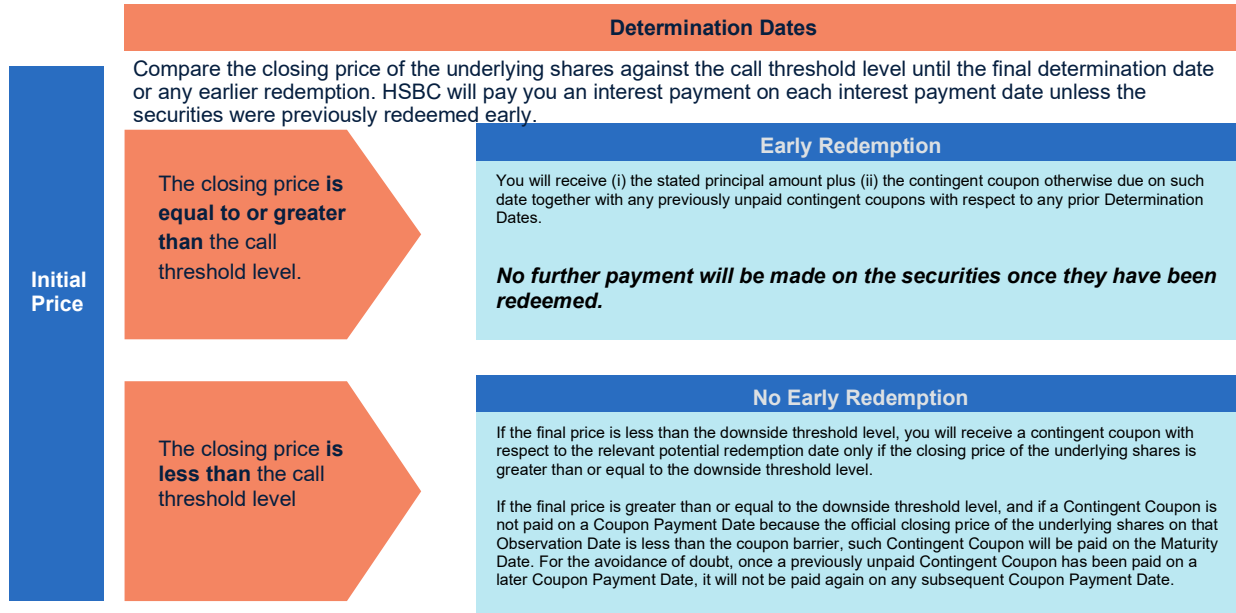 Determination Dates
Compare the closing price of the underlying shares against the call threshold level until the final determination date
or any earlier redemption. HSBC will pay you an interest payment on each interest payment date unless the
securities were previously redeemed early.
Initial
Price
The closing price is
equal to or greater
than the call
threshold level.
Early Redemption
You will receive (i) the stated principal amount plus (ii) the contingent coupon otherwise due on such
date together with any previously unpaid contingent coupons with respect to any prior Determination
Dates.
No further payment will be made on the securities once they have been
redeemed.
The closing price is
less than the call
threshold level
No Early Redemption
If the final price is less than the downside threshold level, you will receive a contingent coupon with
respect to the relevant potential redemption date only if the closing price of the underlying shares is
greater than or equal to the downside threshold level.
If the final price is greater than or equal to the downside threshold level, and if a Contingent Coupon is
not paid on a Coupon Payment Date because the official closing price of the underlying shares on that
Observation Date is less than the coupon barrier, such Contingent Coupon will be paid on the Maturity
Date. For the avoidance of doubt, once a previously unpaid Contingent Coupon has been paid on a
later Coupon Payment Date, it will not be paid again on any subsequent Coupon Payment Date.